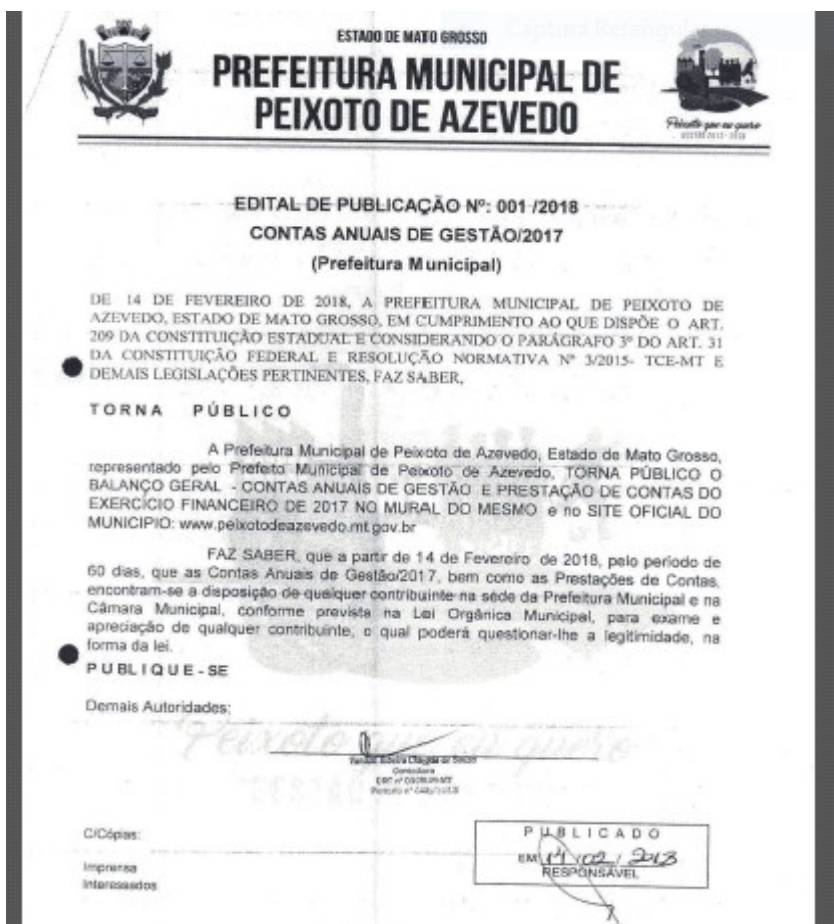 Captura Retangular
ESTADO DE MATO GROSSO
PREFEITURA MUNICIPAL DE
PEIXOTO DE AZEVEDO
Peixoto que eu quero
EDITAL DE PUBLICAÇÃO Nº: 001 /2018
CONTAS ANUAIS DE GESTÃO/2017
(Prefeitura Municipal)
DE 14 DE FEVEREIRO DE 2018, A PREFEITURA MUNICIPAL DE PEIXOTO DE
AZEVEDO, ESTADO DE MATO GROSSO, EM CUMPRIMENTO AO QUE DISPÕE O ART.
209 DA CONSTITUIÇÃO ESTADUAL E CONSIDERANDO O PARÁGRAFO 3º DO ART. 31
DA CONSTITUIÇÃO FEDERAL E RESOLUÇÃO NORMATIVA Nº 3/2015- TCE-MT E
DEMAIS LEGISLAÇÕES PERTINENTES, FAZ SABER,
TORNA PÚBLICO
A Prefeitura Municipal de Peixoto de Azevedo, Estado de Mato Grosso,
representado pelo Prefeito Municipal de Peixoto de Azevedo, TORNA PÚBLICO O
BALANÇO GERAL - CONTAS ANUAIS DE GESTÃO E PRESTAÇÃO DE CONTAS DO
EXERCÍCIO FINANCEIRO DE 2017 NO MURAL DO MESMO e no SITE OFICIAL DO
MUNICIPIO: www.peixotodeazevedo.mt.gov.br
FAZ SABER, que a partir de 14 de Fevereiro de 2018, pelo período de
60 dias, que as Contas Anuais de Gestão/2017, bem como as Prestações de Contas,
encontram-se a disposição de qualquer contribuinte na sede da Prefeitura Municipal e na
Câmara Municipal, conforme prevista na Lei Orgânica Municipal, para exame e
apreciação de qualquer contribuinte, o qual poderá questionar-lhe a legitimidade, na
forma da lei.
PUBLIQUE-SE
Demais Autoridades:
Peixoto que eu quero
Contadora
C/Cópias:
Imprensa
Interessados
PUBLICADO
EM 14 / 02 / 2018
RESPONSÁVEL